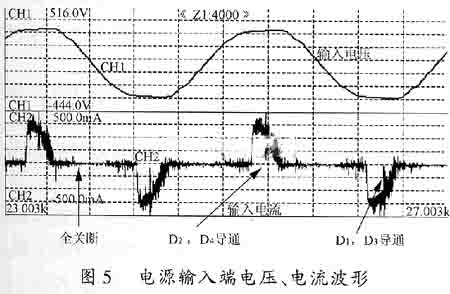 CH1 516.0V 《 Z1:4000 》
CH1
输入电压
CH1 444.0V
CH2 500.0mA
CH2
CH2 -500.0mA
输入电流
23.003k 27.003k
全关断 D₂,D₄导通 D₁,D₃导通
图5 电源输入端电压、电流波形